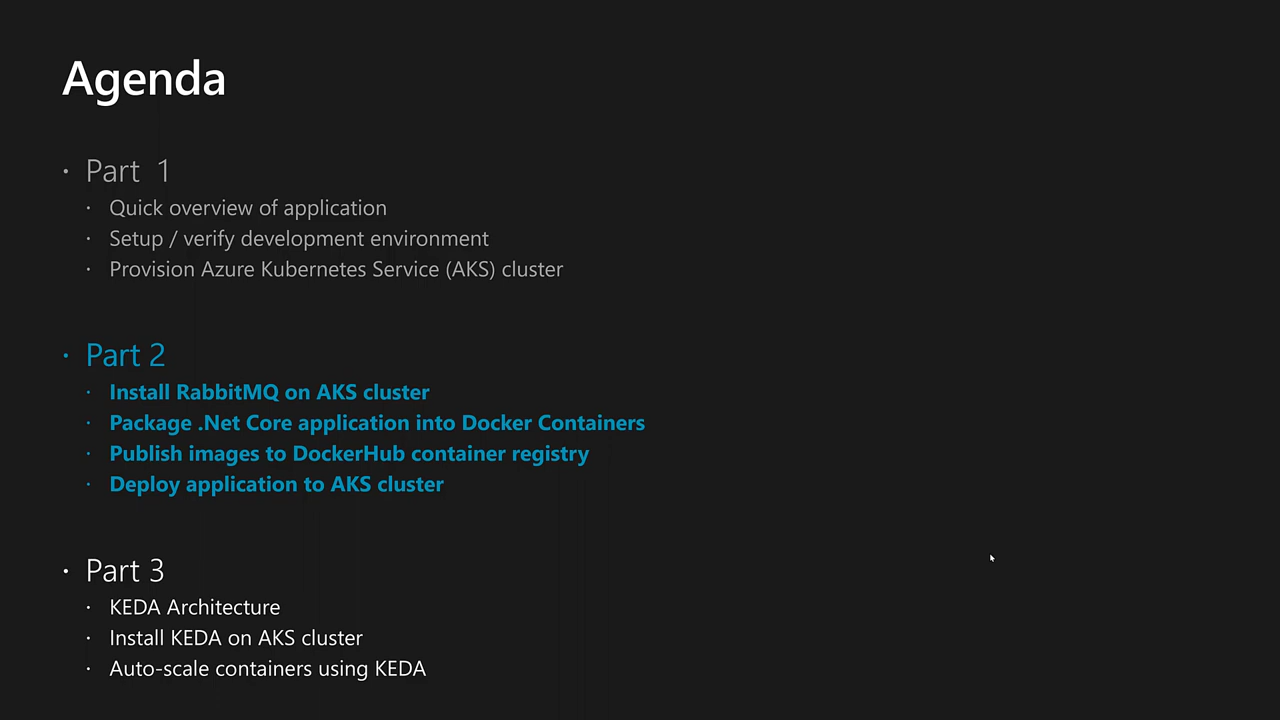 Agenda
· Part  1
· Quick overview of application
· Setup / verify development environment
· Provision Azure Kubernetes Service (AKS) cluster
· Part 2
· Install RabbitMQ on AKS cluster
· Package .Net Core application into Docker Containers
· Publish images to DockerHub container registry
· Deploy application to AKS cluster
· Part 3
· KEDA Architecture
· Install KEDA on AKS cluster
· Auto-scale containers using KEDA